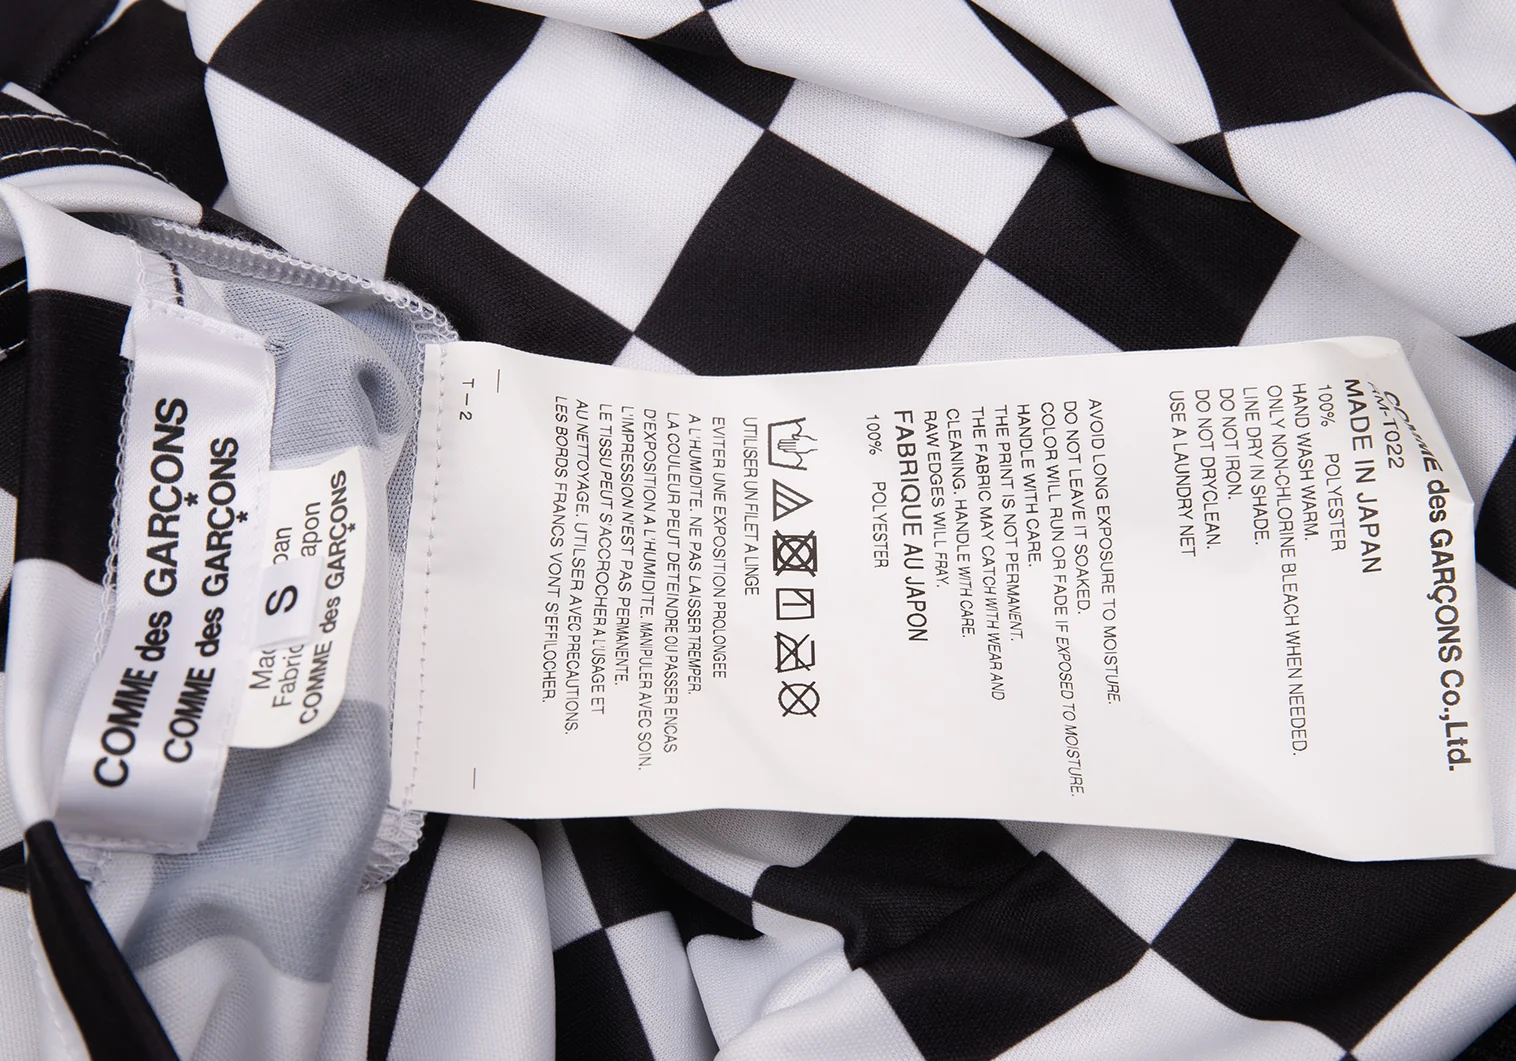 COMME des GARÇONS
COMME des GARÇONS
S
apon
COMME des GARÇONS
COMME des GARÇONS Co.,Ltd.
AM-T022
MADE IN JAPAN
100% POLYESTER
HAND WASH WARM.
ONLY NON-CHLORINE BLEACH WHEN NEEDED.
LINE DRY IN SHADE.
DO NOT IRON.
DO NOT DRYCLEAN.
USE A LAUNDRY NET
AVOID LONG EXPOSURE TO MOISTURE.
DO NOT LEAVE IT SOAKED.
COLOR WILL RUN OR FADE IF EXPOSED TO MOISTURE.
HANDLE WITH CARE.
THE PRINT IS NOT PERMANENT.
THE FABRIC MAY CATCH WITH WEAR AND
CLEANING. HANDLE WITH CARE.
RAW EDGES WILL FRAY.
FABRIQUE AU JAPON
100% POLYESTER
UTILISER UN FILET A LINGE
EVITER UNE EXPOSITION PROLONGEE
A L'HUMIDITE. NE PAS LAISSER TREMPER.
LA COULEUR PEUT DETEINDRE OU PASSER EN CAS
D'EXPOSITION A L'HUMIDITE. MANIPULER AVEC SOIN.
L'IMPRESSION N'EST PAS PERMANENTE.
LE TISSU PEUT S'ACCROCHER A L'USAGE ET
AU NETTOYAGE. UTILISER AVEC PRECAUTIONS.
LES BORDS FRANCS VONT S'EFFILOCHER.
T-2